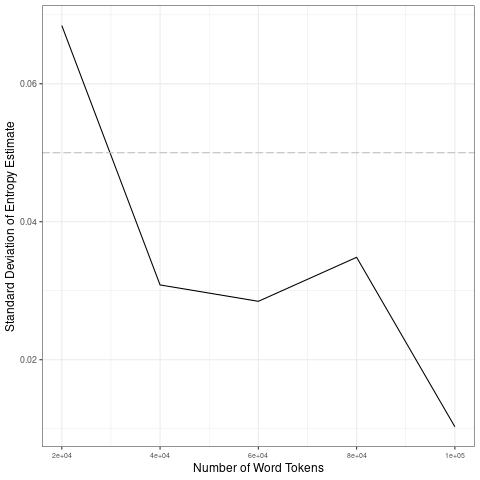 Standard Deviation of Entropy Estimate
0.06
0.04
0.02
2e+04 4e+04 6e+04 8e+04 1e+05
Number of Word Tokens